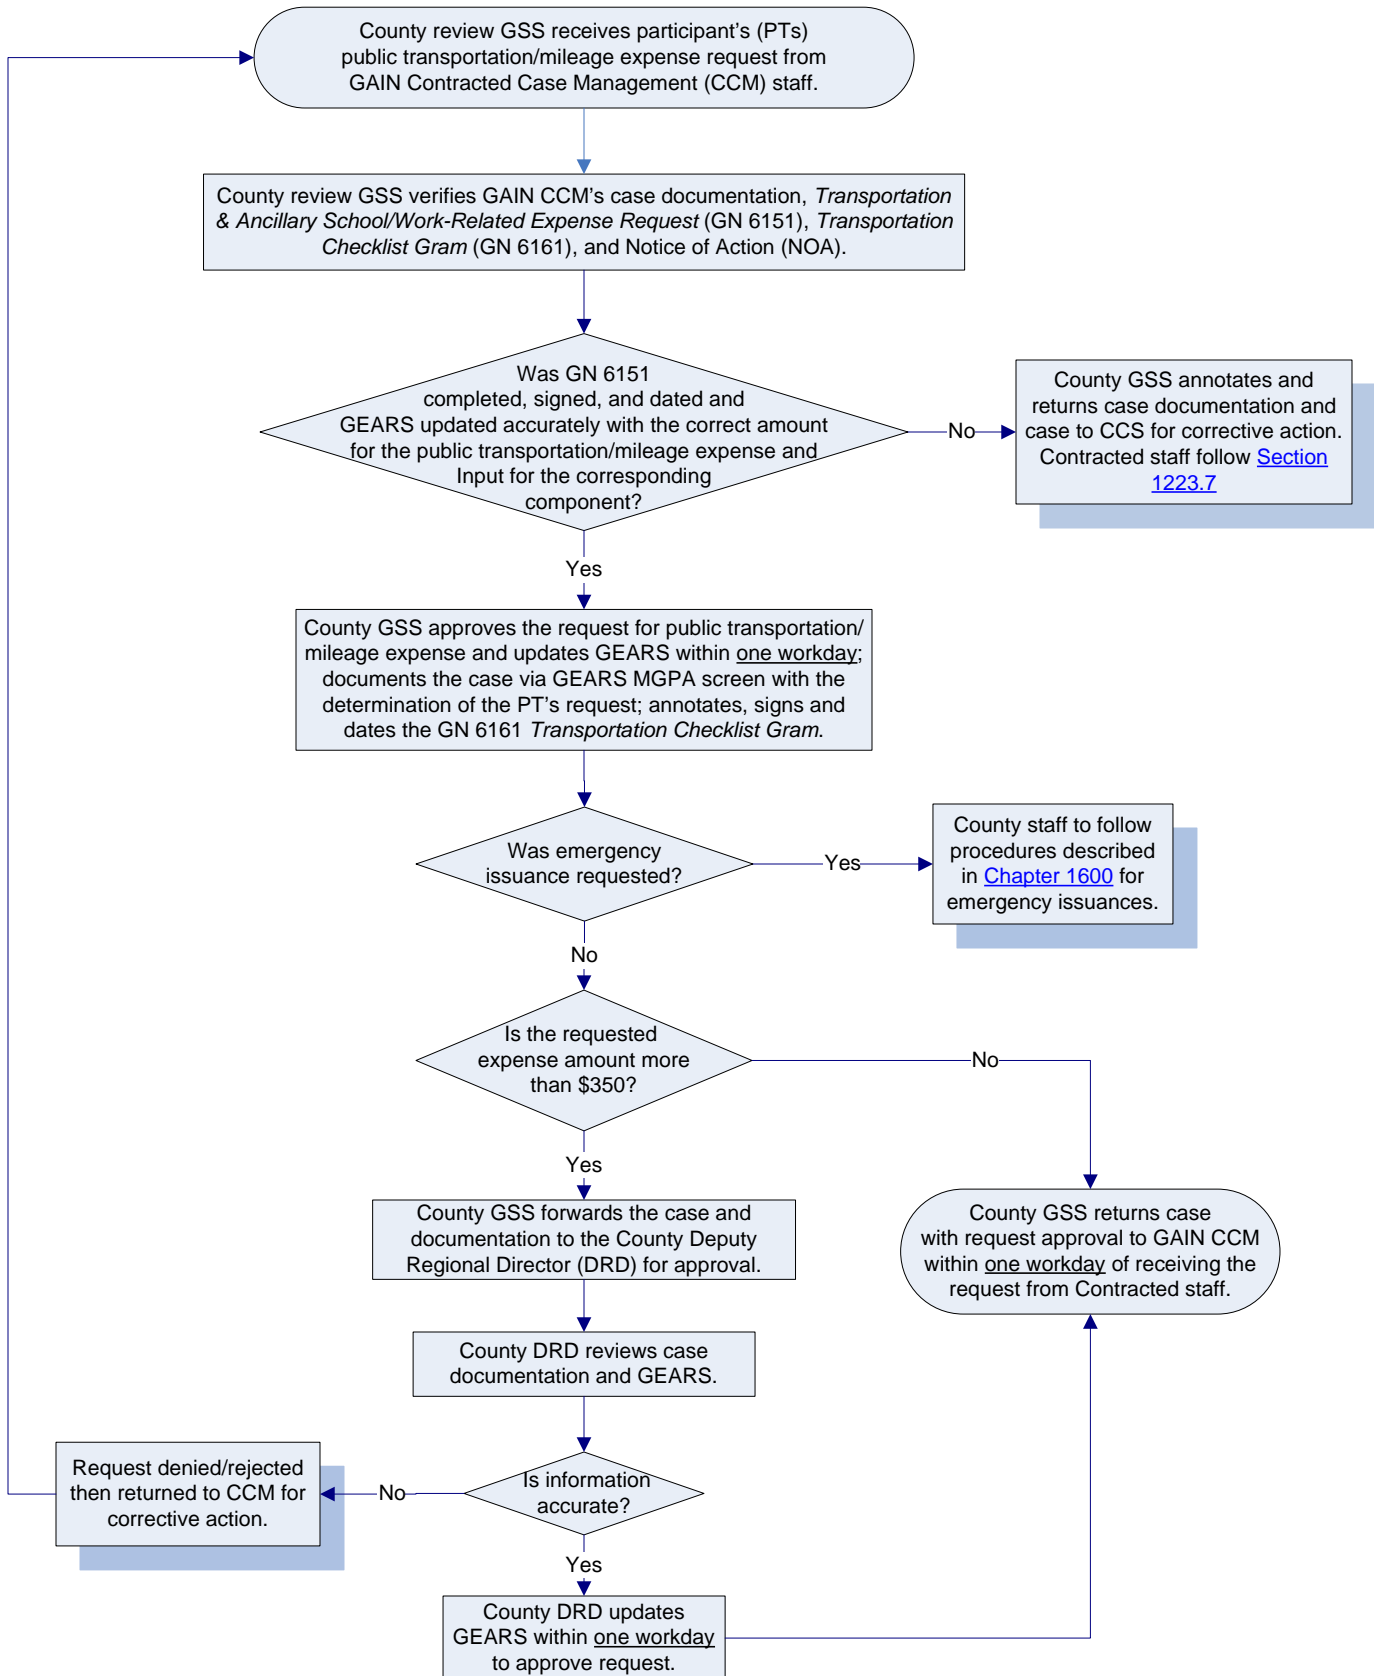 County review GSS receives participant's (PTs)
public transportation/mileage expense request from
GAIN Contracted Case Management (CCM) staff.
County review GSS verifies GAIN CCM's case documentation, Transportation
& Ancillary School/Work-Related Expense Request (GN 6151), Transportation
Checklist Gram (GN 6161), and Notice of Action (NOA).
Was GN 6151
completed, signed, and dated and
GEARS updated accurately with the correct amount
for the public transportation/mileage expense and
Input for the corresponding
component?
No
County GSS annotates and
returns case documentation and
case to CCS for corrective action.
Contracted staff follow Section
1223.7
Yes
County GSS approves the request for public transportation/
mileage expense and updates GEARS within one workday;
documents the case via GEARS MGPA screen with the
determination of the PT's request; annotates, signs and
dates the GN 6161 Transportation Checklist Gram.
Was emergency
issuance requested?
Yes
County staff to follow
procedures described
in Chapter 1600 for
emergency issuances.
No
Is the requested
expense amount more
than $350?
No
Yes
County GSS forwards the case and
documentation to the County Deputy
Regional Director (DRD) for approval.
County GSS returns case
with request approval to GAIN CCM
within one workday of receiving the
request from Contracted staff.
County DRD reviews case
documentation and GEARS.
Is information
accurate?
No
Request denied/rejected
then returned to CCM for
corrective action.
Yes
County DRD updates
GEARS within one workday
to approve request.